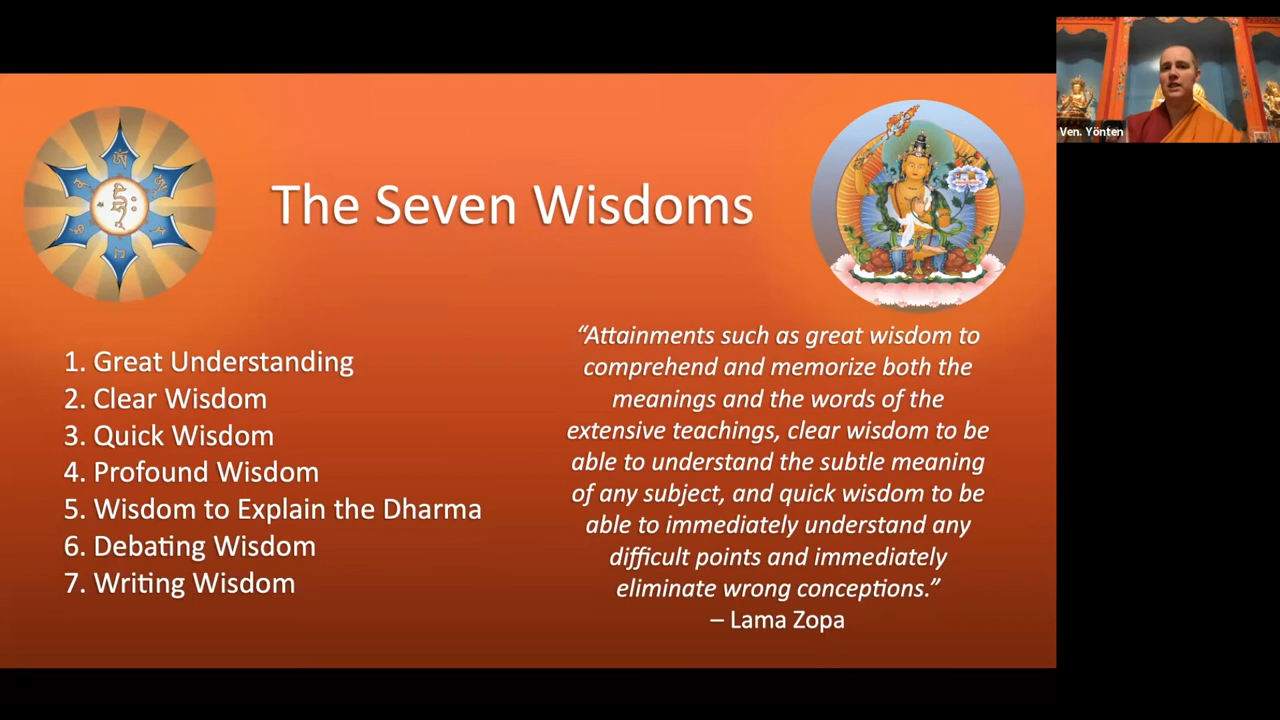 The Seven Wisdoms
1. Great Understanding
2. Clear Wisdom
3. Quick Wisdom
4. Profound Wisdom
5. Wisdom to Explain the Dharma
6. Debating Wisdom
7. Writing Wisdom
“Attainments such as great wisdom to
comprehend and memorize both the
meanings and the words of the
extensive teachings, clear wisdom to be
able to understand the subtle meaning
of any subject, and quick wisdom to be
able to immediately understand any
difficult points and immediately
eliminate wrong conceptions.”
– Lama Zopa
Ven. Yönten